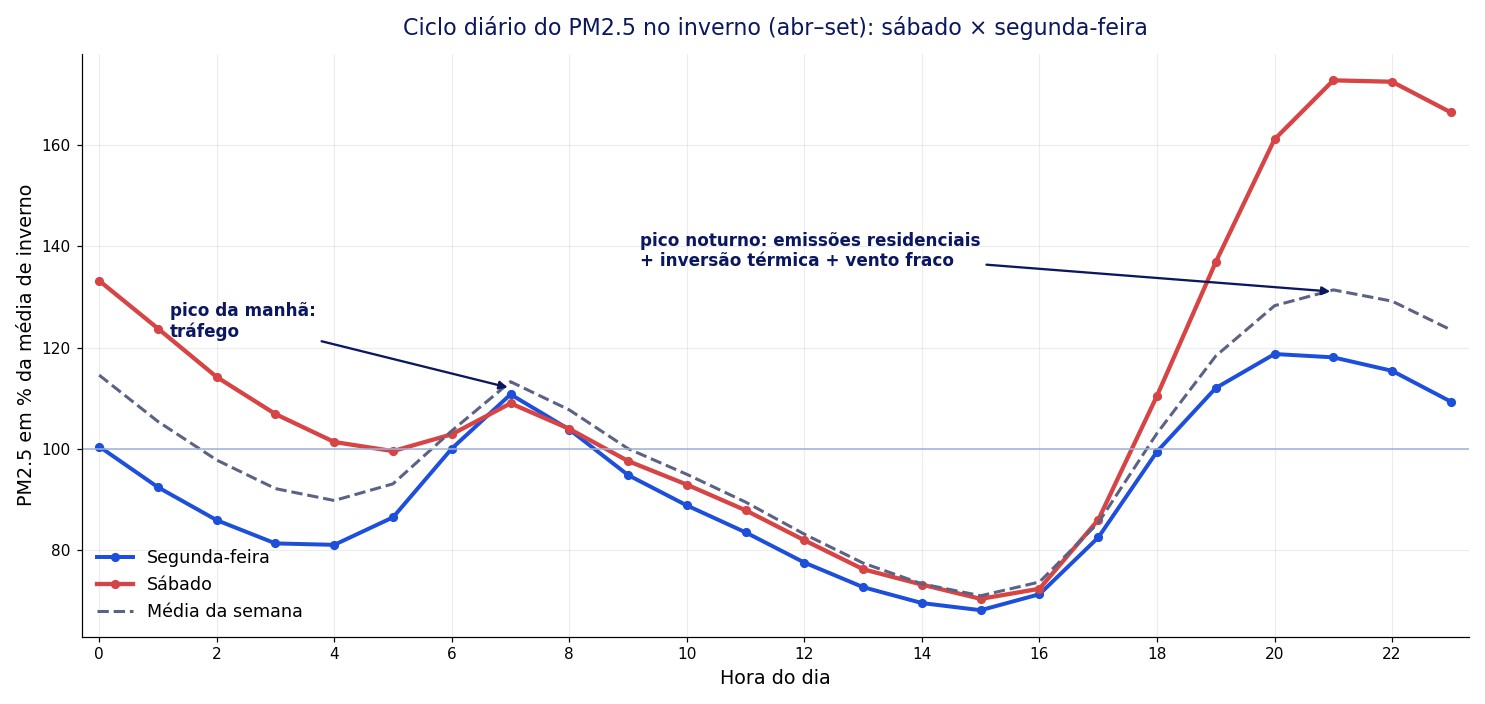 Ciclo diário do PM2.5 no inverno (abr–set): sábado × segunda-feira
PM2.5 em % da média de inverno
160
140
120
100
80
pico noturno: emissões residenciais
+ inversão térmica + vento fraco
pico da manhã:
tráfego
Segunda-feira
Sábado
Média da semana
0 2 4 6 8 10 12 14 16 18 20 22
Hora do dia